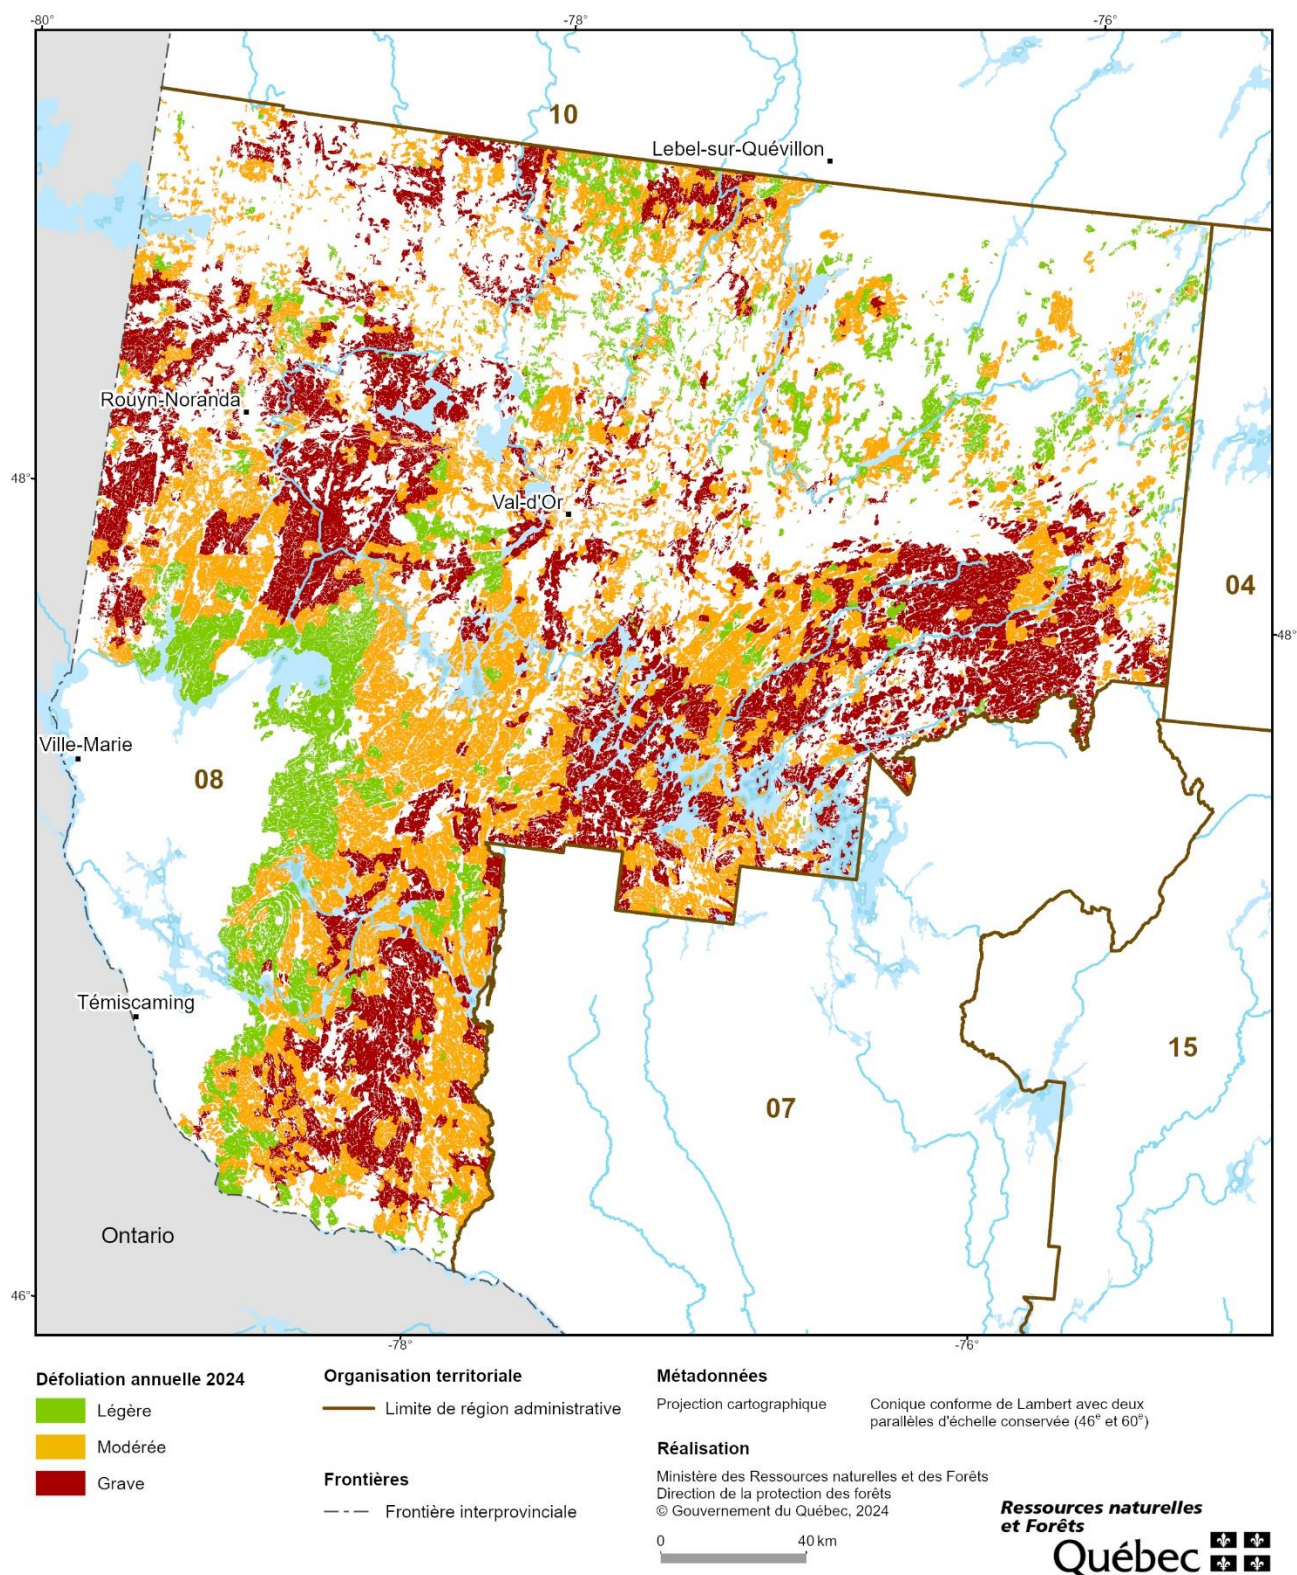 -80°
-78°
-76°
10
Lebel-sur-Quévillon
Rouyn-Noranda
48°
Val-d'Or
04
48°
Ville-Marie
08
Témiscaming
15
07
Ontario
46°
-78°
-76°
Défoliation annuelle 2024
Légère
Modérée
Grave
Organisation territoriale
Limite de région administrative
Frontières
Frontière interprovinciale
Métadonnées
Projection cartographique
Conique conforme de Lambert avec deux
parallèles d'échelle conservée (46e et 60e)
Réalisation
Ministère des Ressources naturelles et des Forêts
Direction de la protection des forêts
© Gouvernement du Québec, 2024
0 40 km
Ressources naturelles
et Forêts
Québec